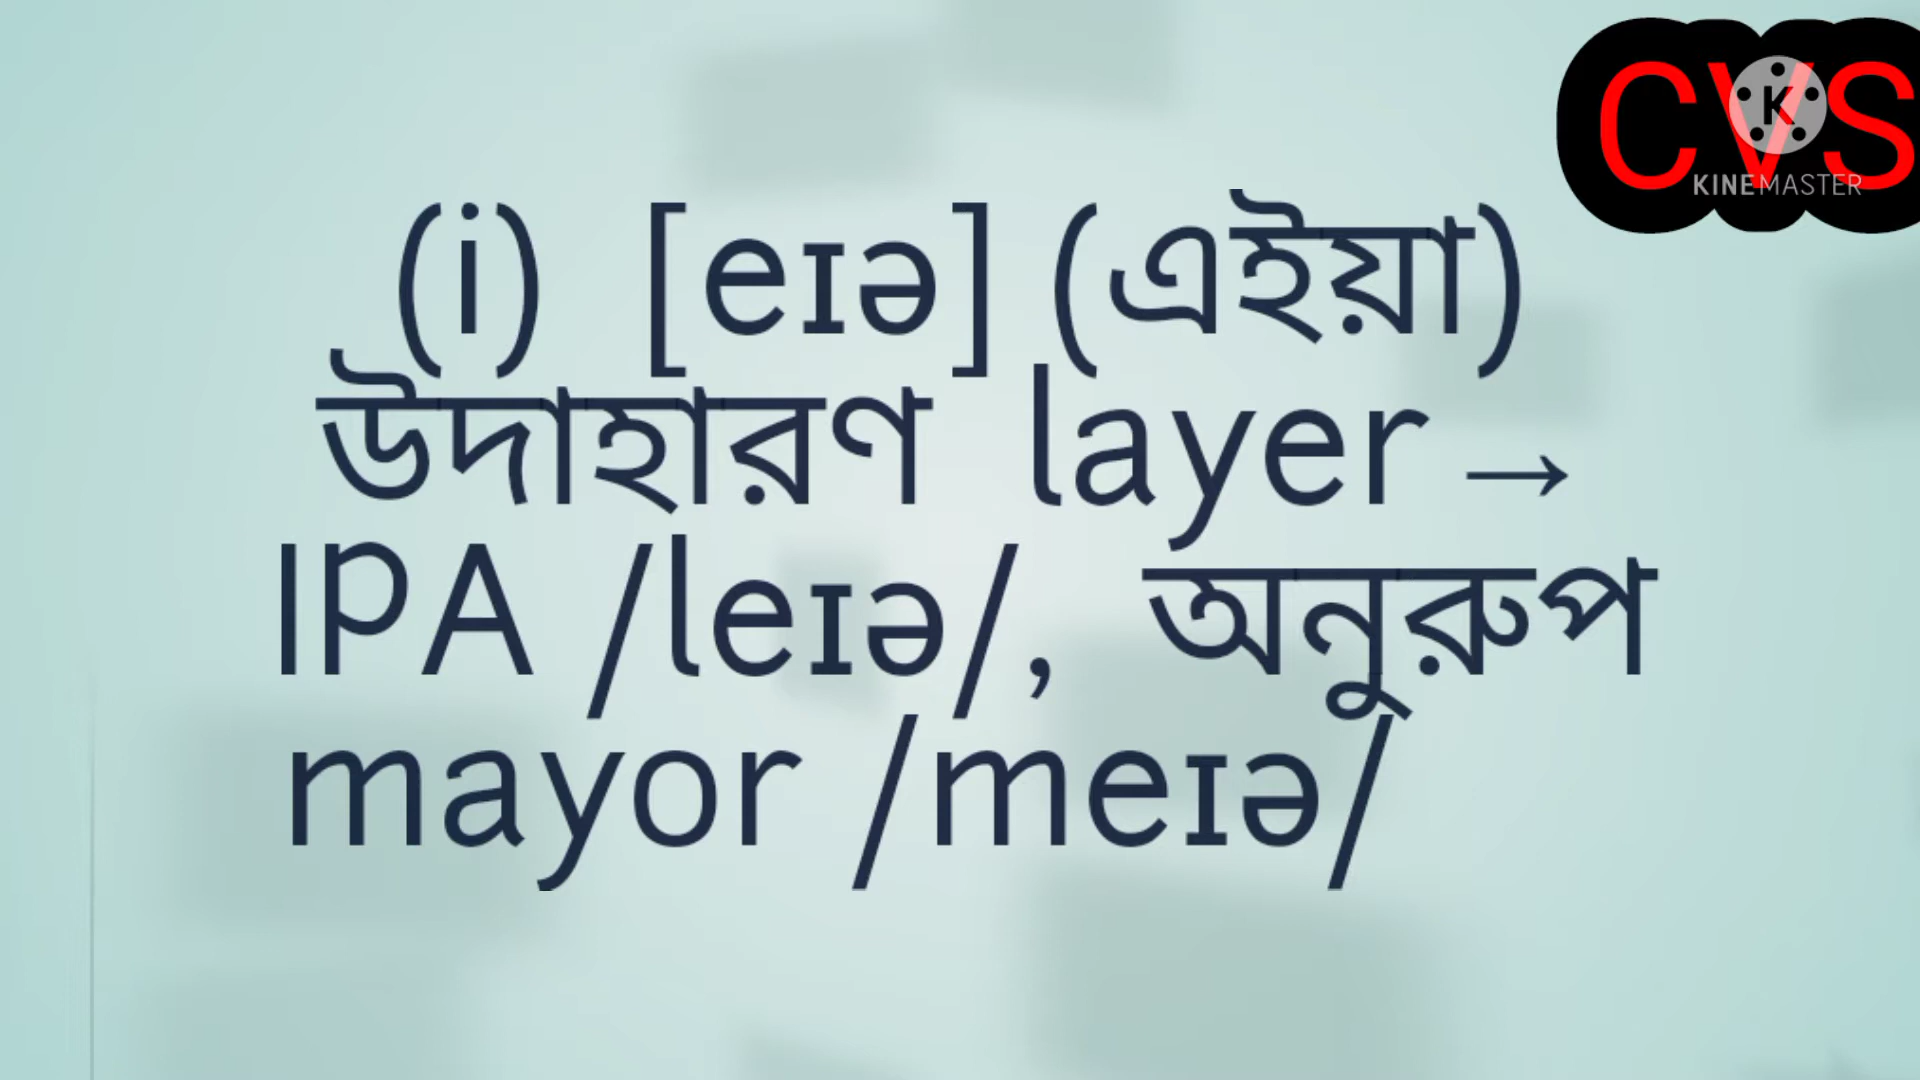 CVS
K
KINEMASTER
(i) [eɪə] (এইয়া)
উদাহারণ layer→
IPA /leɪə/, অনুরুপ
mayor /meɪə/